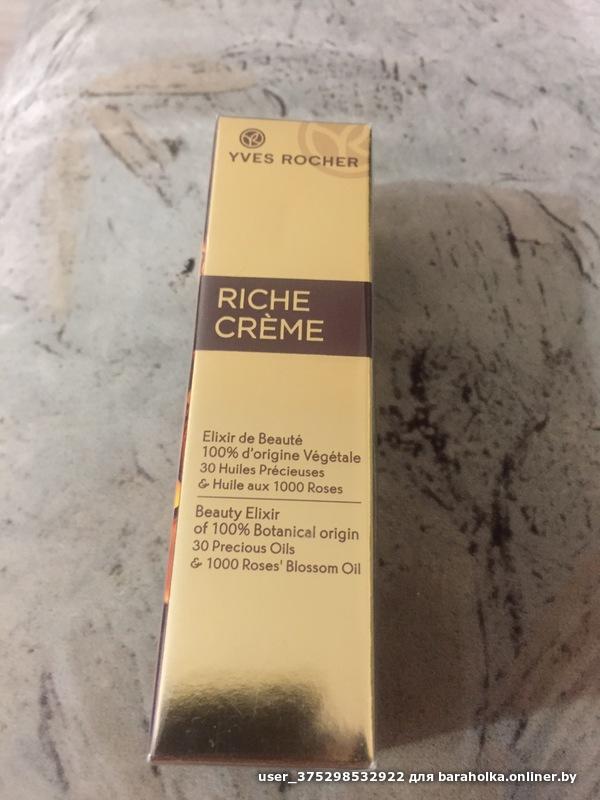 YVES ROCHER
RICHE
CRÈME
Elixir de Beauté
100% d'origine Végétale
30 Huiles Précieuses
& Huile aux 1000 Roses
Beauty Elixir
of 100% Botanical origin
30 Precious Oils
& 1000 Roses' Blossom Oil
user_375298532922 для baraholka.onliner.by